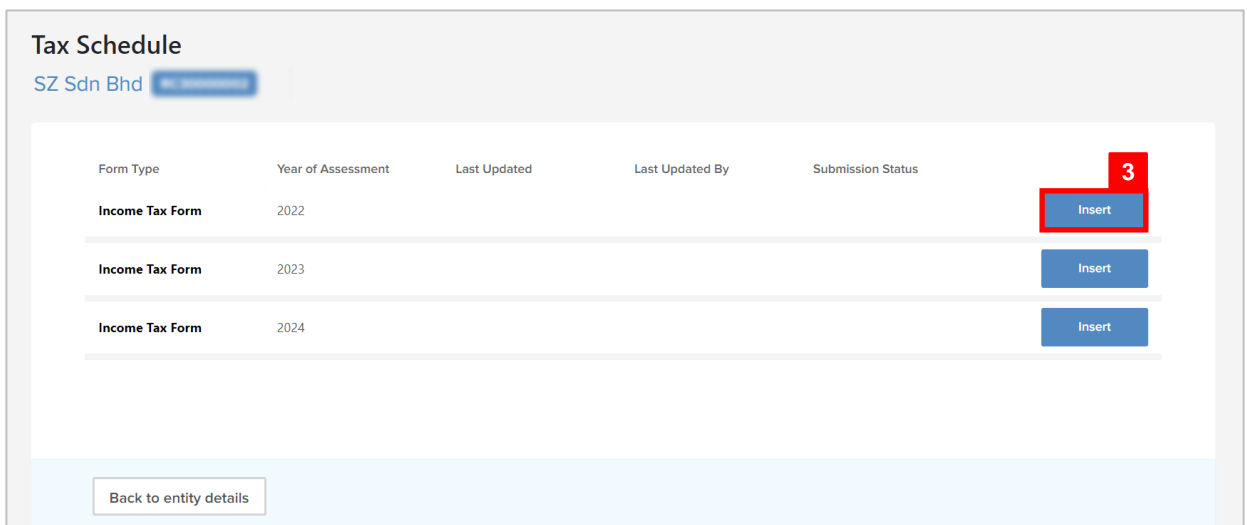 Tax Schedule
SZ Sdn Bhd
Form Type Year of Assessment Last Updated Last Updated By Submission Status 3
Income Tax Form 2022 Insert
Income Tax Form 2023 Insert
Income Tax Form 2024 Insert
Back to entity details